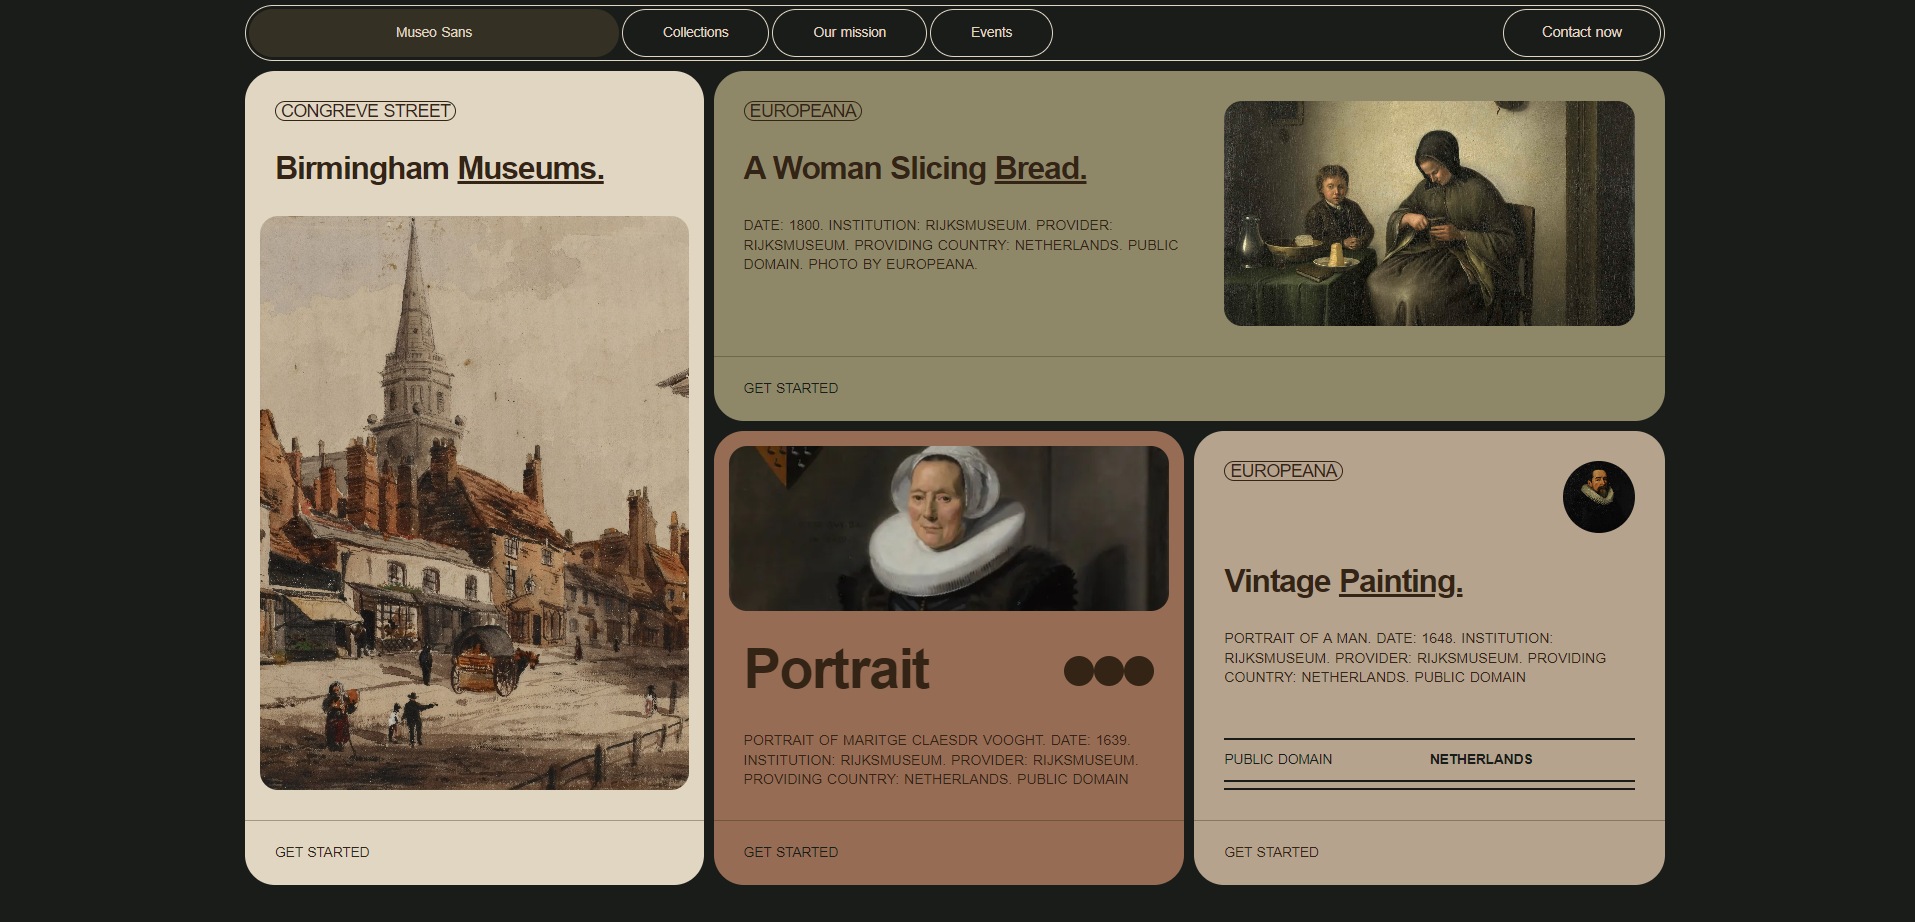 Museo Sans
Collections
Our mission
Events
Contact now
CONGREVE STREET
Birmingham Museums.
GET STARTED
EUROPEANA
A Woman Slicing Bread.
DATE: 1800. INSTITUTION: RIJKSMUSEUM. PROVIDER:
RIJKSMUSEUM. PROVIDING COUNTRY: NETHERLANDS. PUBLIC
DOMAIN. PHOTO BY EUROPEANA.
GET STARTED
Portrait
PORTRAIT OF MARITGE CLAESDR VOOGHT. DATE: 1639.
INSTITUTION: RIJKSMUSEUM. PROVIDER: RIJKSMUSEUM.
PROVIDING COUNTRY: NETHERLANDS. PUBLIC DOMAIN
GET STARTED
EUROPEANA
Vintage Painting.
PORTRAIT OF A MAN. DATE: 1648. INSTITUTION:
RIJKSMUSEUM. PROVIDER: RIJKSMUSEUM. PROVIDING
COUNTRY: NETHERLANDS. PUBLIC DOMAIN
PUBLIC DOMAIN
NETHERLANDS
GET STARTED